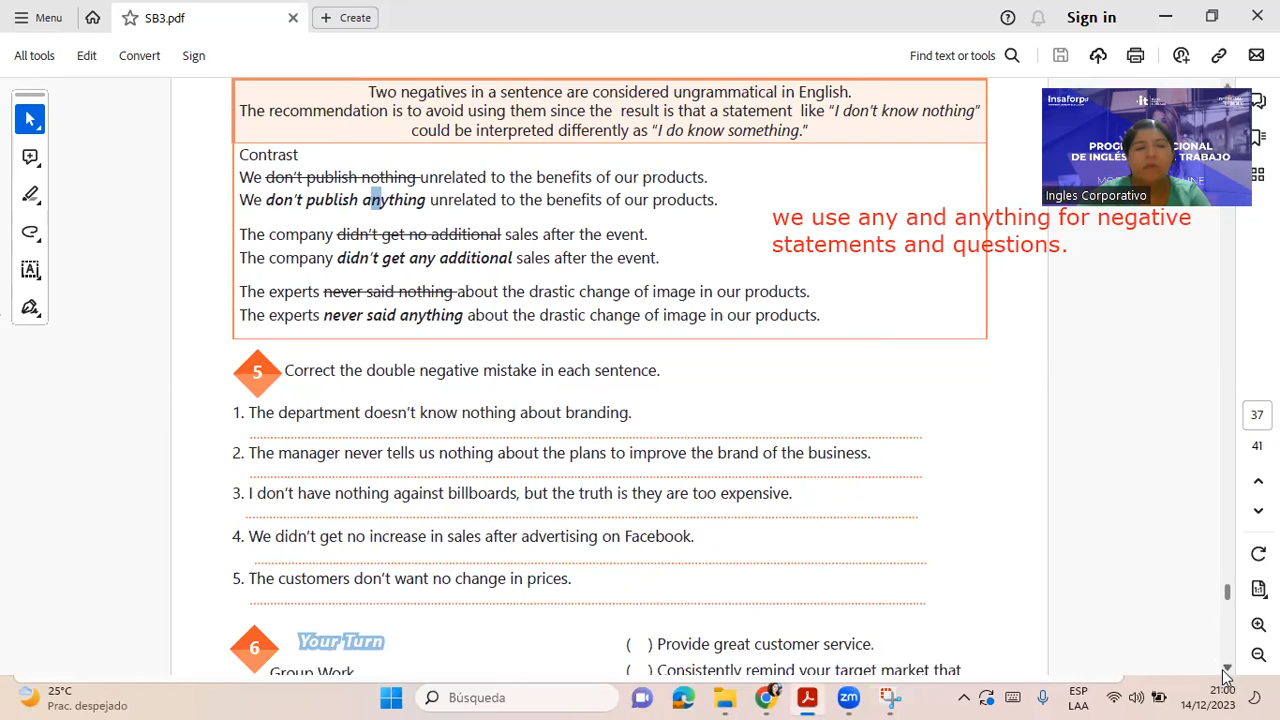 Menu
SB3.pdf
Create
Sign in
All tools
Edit
Convert
Sign
Find text or tools
Two negatives in a sentence are considered ungrammatical in English.
The recommendation is to avoid using them since the result is that a statement like "I don't know nothing"
could be interpreted differently as "I do know something."
Contrast
We don't publish nothing unrelated to the benefits of our products.
We don't publish anything unrelated to the benefits of our products.
The company didn't get no additional sales after the event.
The company didn't get any additional sales after the event.
The experts never said nothing about the drastic change of image in our products.
The experts never said anything about the drastic change of image in our products.
Insaforp
Ingles Corporativo
we use any and anything for negative
statements and questions.
5 Correct the double negative mistake in each sentence.
1. The department doesn't know nothing about branding.
2. The manager never tells us nothing about the plans to improve the brand of the business.
3. I don't have nothing against billboards, but the truth is they are too expensive.
4. We didn't get no increase in sales after advertising on Facebook.
5. The customers don't want no change in prices.
6 Your Turn
Group Work
( ) Provide great customer service.
( ) Consistently remind your target market that
37
41
25°C
Prac. despejado
Búsqueda
ESP
LAA
21:00
14/12/2023